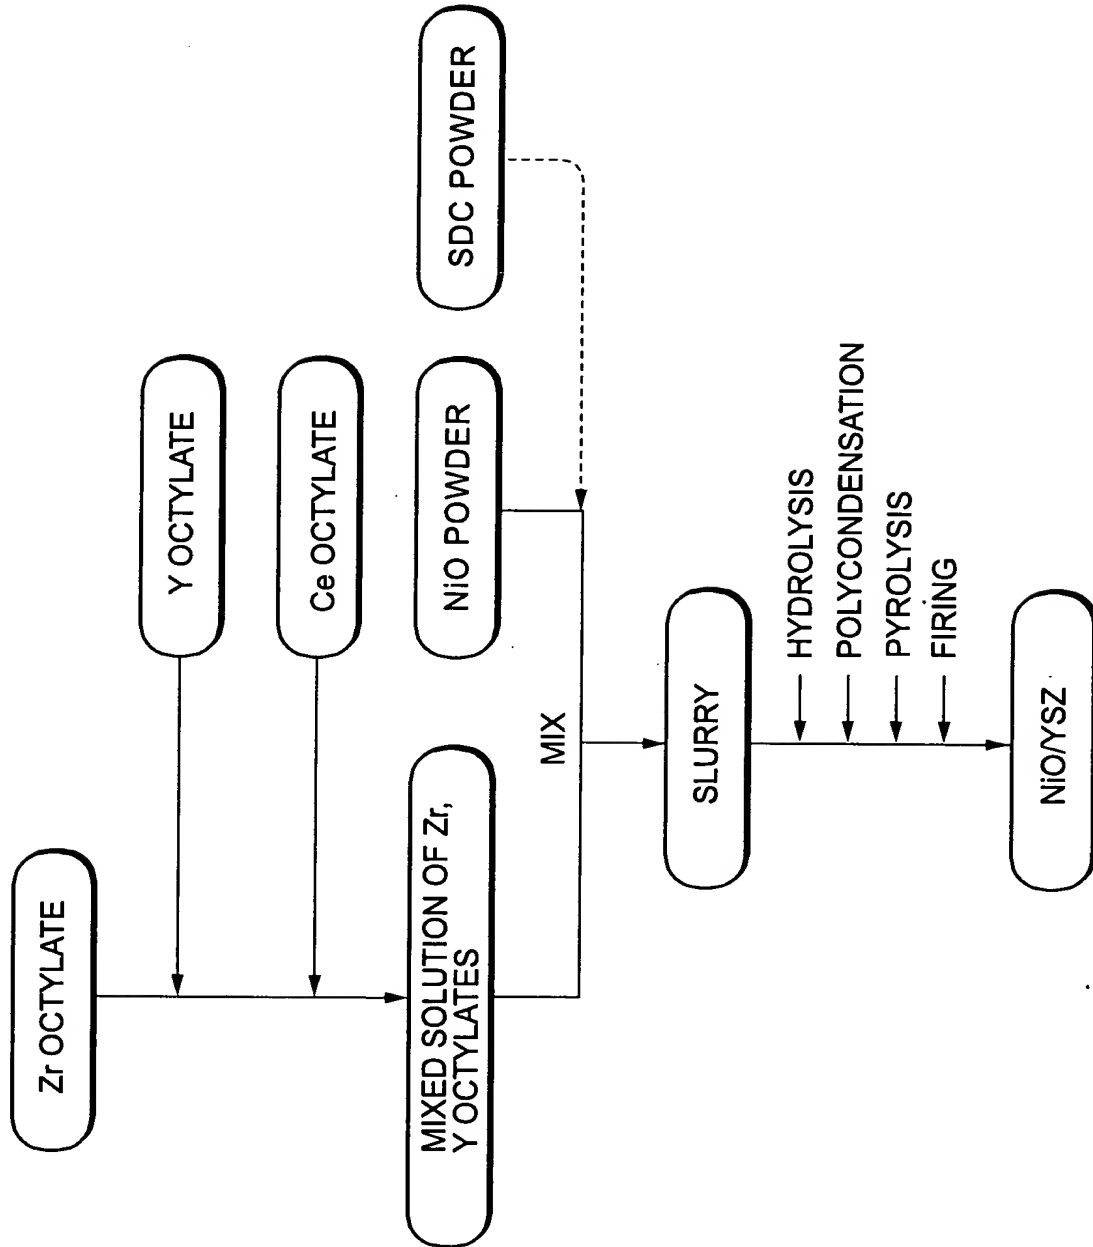 Zr OCTYLATE
Y OCTYLATE
Ce OCTYLATE
MIXED SOLUTION OF Zr,
Y OCTYLATES
NiO POWDER
SDC POWDER
MIX
SLURRY
HYDROLYSIS
POLYCONDENSATION
PYROLYSIS
FIRING
NiO/YSZ